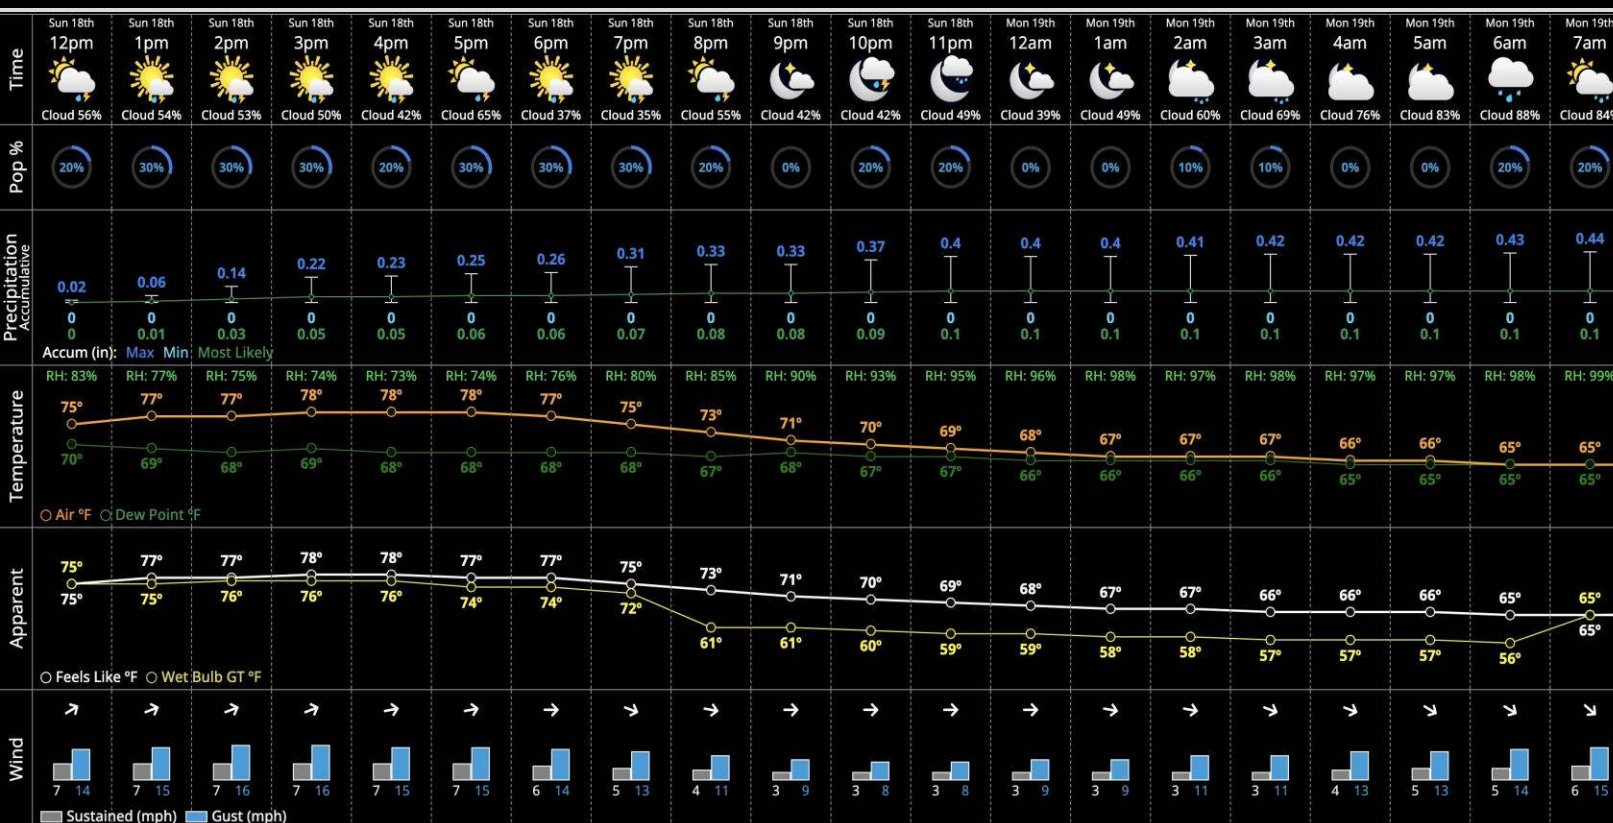 Sun 18th Sun 18th Sun 18th Sun 18th Sun 18th Sun 18th Sun 18th Sun 18th Sun 18th Sun 18th Sun 18th Sun 18th Mon 19th Mon 19th Mon 19th Mon 19th Mon 19th Mon 19th Mon 19th Mon 19th
Time
12pm 1pm 2pm 3pm 4pm 5pm 6pm 7pm 8pm 9pm 10pm 11pm 12am 1am 2am 3am 4am 5am 6am 7am
Cloud 56% Cloud 54% Cloud 53% Cloud 50% Cloud 42% Cloud 65% Cloud 37% Cloud 35% Cloud 55% Cloud 42% Cloud 42% Cloud 49% Cloud 39% Cloud 49% Cloud 60% Cloud 69% Cloud 76% Cloud 83% Cloud 88% Cloud 84%
Pop %
20% 30% 30% 30% 20% 30% 30% 30% 20% 0% 20% 20% 0% 0% 10% 10% 0% 0% 20% 20%
Precipitation
Accumulative
0.02 0.06 0.14 0.22 0.23 0.25 0.26 0.31 0.33 0.33 0.37 0.4 0.4 0.4 0.41 0.42 0.42 0.42 0.43 0.44
0 0 0 0 0 0 0 0 0 0 0 0 0 0 0 0 0 0 0 0
0 0.01 0.03 0.05 0.05 0.06 0.06 0.07 0.08 0.08 0.09 0.1 0.1 0.1 0.1 0.1 0.1 0.1 0.1 0.1
Accum (in): Max Min Most Likely
RH: 83% RH: 77% RH: 75% RH: 74% RH: 73% RH: 74% RH: 76% RH: 80% RH: 85% RH: 90% RH: 93% RH: 95% RH: 96% RH: 98% RH: 97% RH: 98% RH: 97% RH: 97% RH: 98% RH: 99%
Temperature
75° 77° 77° 78° 78° 78° 77° 75° 73° 71° 70° 69° 68° 67° 67° 67° 66° 66° 65° 65°
70° 69° 68° 69° 68° 68° 68° 68° 67° 68° 67° 67° 66° 66° 66° 66° 65° 65° 65° 65°
Air °F Dew Point °F
Apparent
75° 77° 77° 78° 78° 77° 77° 75° 73° 71° 70° 69° 68° 67° 67° 66° 66° 66° 65° 65°
75° 75° 76° 76° 76° 74° 74° 72° 61° 61° 60° 59° 59° 58° 58° 57° 57° 57° 56° 65°
Feels Like °F Wet Bulb GT °F
Wind
7 14 7 15 7 16 7 16 7 15 7 15 6 14 5 13 4 11 3 9 3 8 3 8 3 9 3 9 3 11 3 11 4 13 5 13 5 14 6 15
Sustained (mph) Gust (mph)